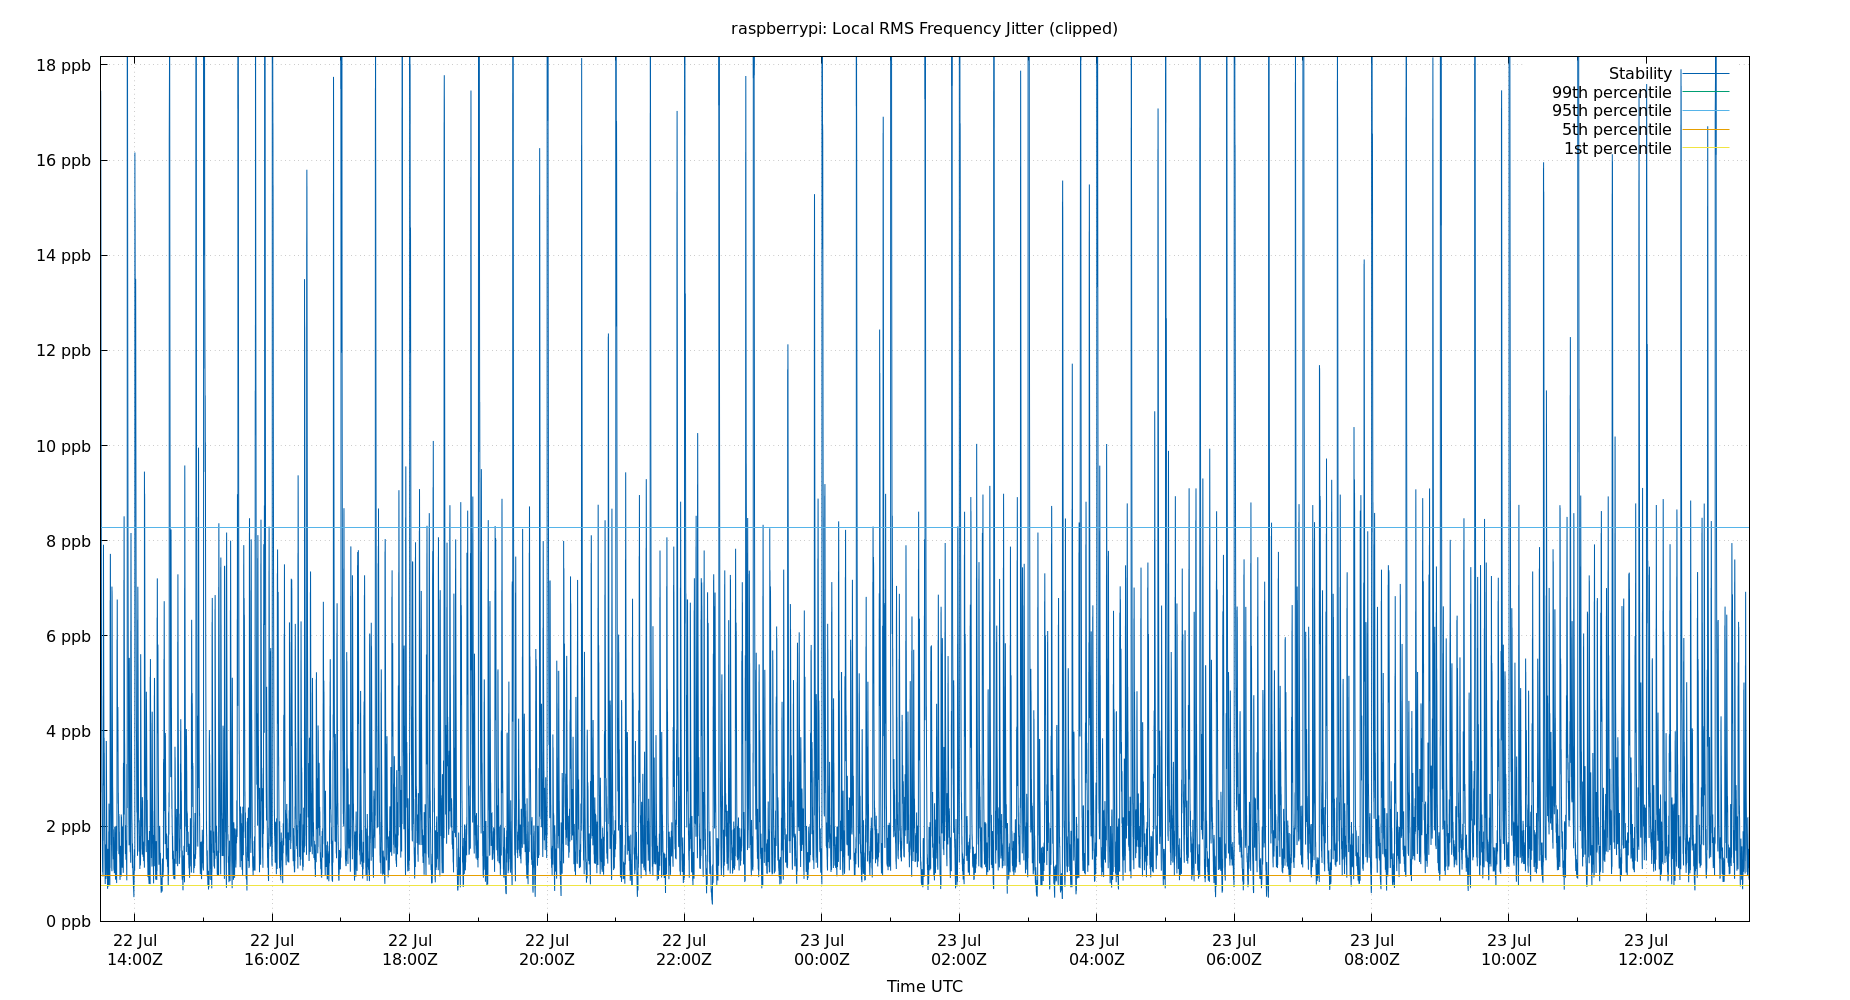 raspberrypi: Local RMS Frequency Jitter (clipped)
18 ppb
16 ppb
14 ppb
12 ppb
10 ppb
8 ppb
6 ppb
4 ppb
2 ppb
0 ppb
Stability
99th percentile
95th percentile
5th percentile
1st percentile
22 Jul 22 Jul 22 Jul 22 Jul 22 Jul 23 Jul 23 Jul 23 Jul 23 Jul 23 Jul 23 Jul 23 Jul
14:00Z 16:00Z 18:00Z 20:00Z 22:00Z 00:00Z 02:00Z 04:00Z 06:00Z 08:00Z 10:00Z 12:00Z
Time UTC